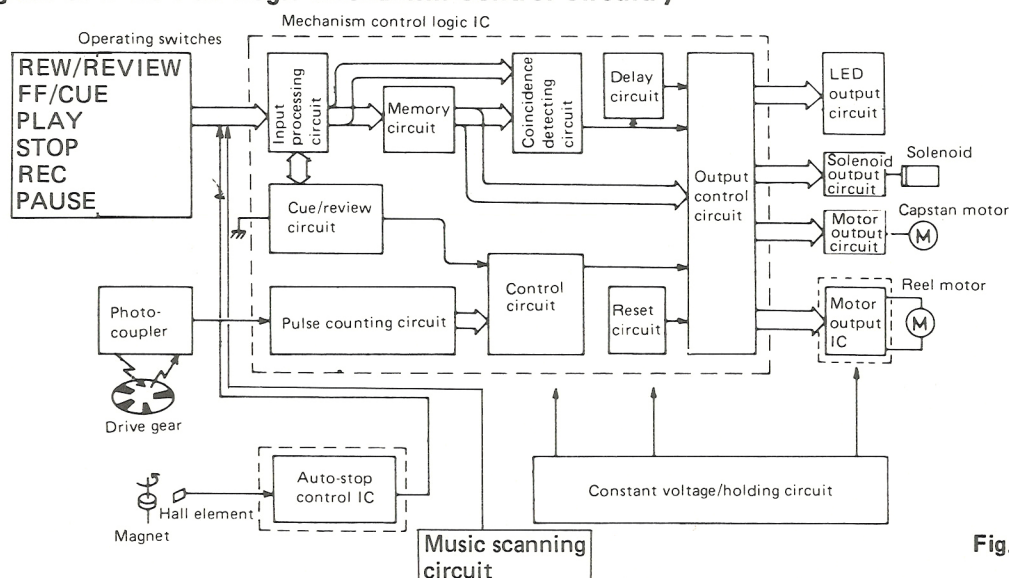 Mechanism control logic IC
Operating switches
REW/REVIEW
FF/CUE
PLAY
STOP
REC
PAUSE
Input
processing
circuit
Memory
circuit
Coincidence
detecting
circuit
Delay
circuit
LED
output
circuit
Output
control
circuit
Solenoid
output
circuit
Solenoid
Motor
output
circuit
Capstan motor
M
Cue/review
circuit
Control
circuit
Reset
circuit
Motor
output
IC
Reel motor
M
Photo-
coupler
Pulse counting circuit
Drive gear
Auto-stop
control IC
Hall element
Magnet
Constant voltage/holding circuit
Music scanning
circuit
Fig.